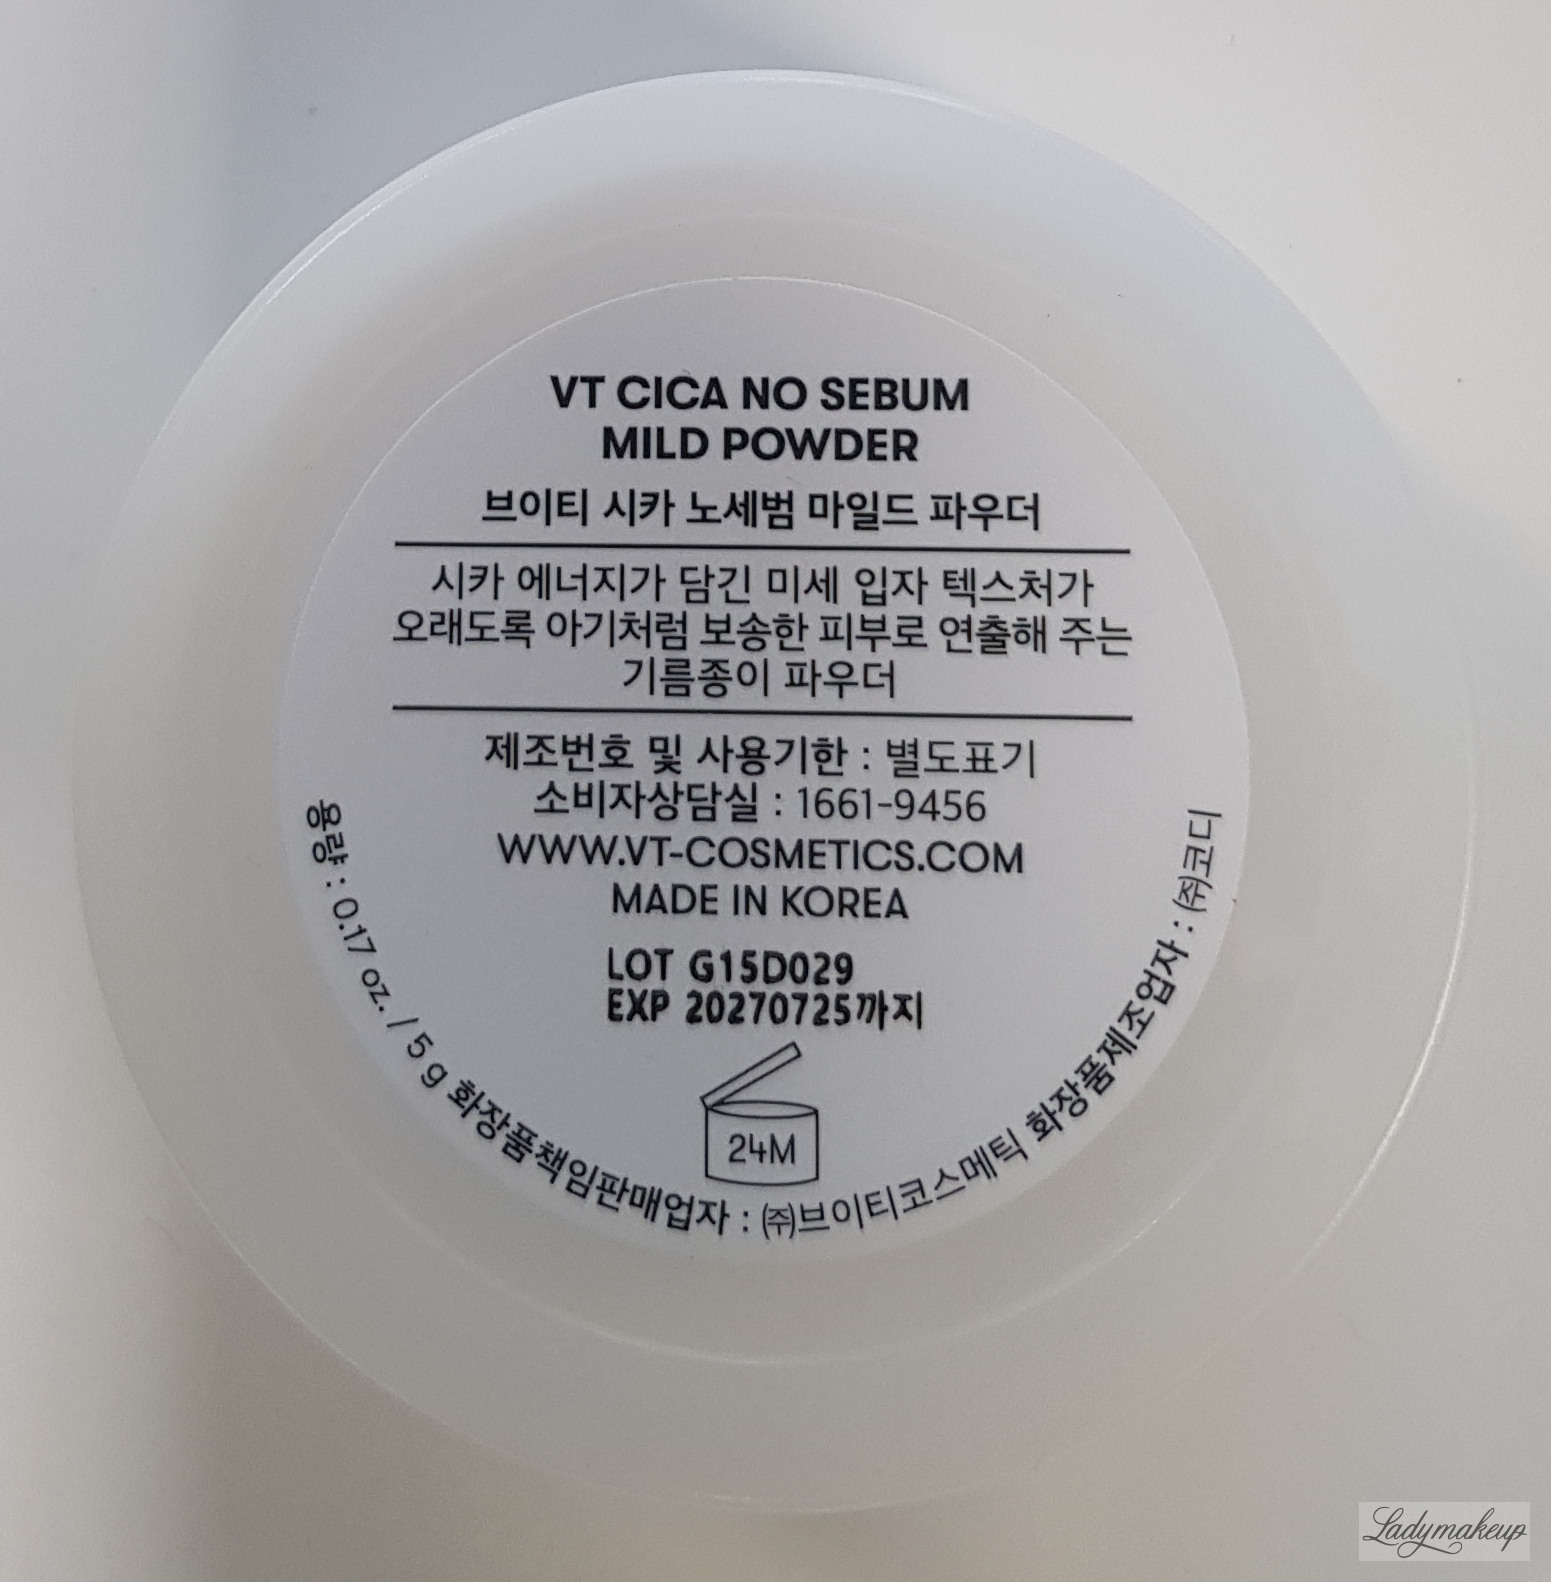 VT CICA NO SEBUM
MILD POWDER
브이티 시카 노세범 마일드 파우더
시카 에너지가 담긴 미세 입자 텍스처가
오래도록 아기처럼 보송한 피부로 연출해 주는
기름종이 파우더
제조번호 및 사용기한 : 별도표기
소비자상담실 : 1661-9456
WWW.VT-COSMETICS.COM
MADE IN KOREA
LOT G15D029
EXP 20270725까지
24M
용량 : 0.17 oz. / 5 g 화장품책임판매업자 : ㈜브이티코스메틱 화장품제조업자 : ㈜코디
Ladymakeup